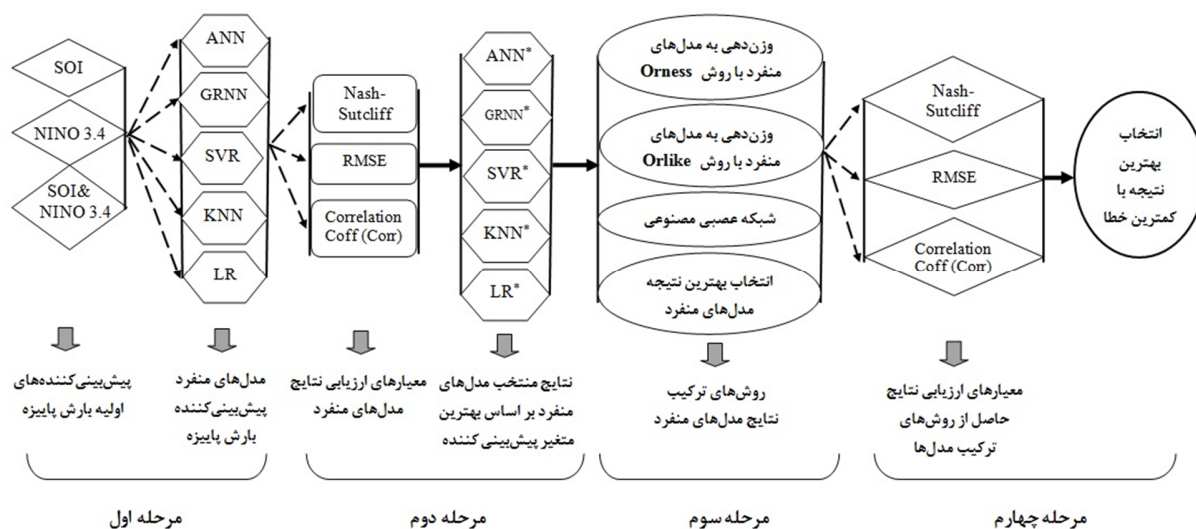 SOI
NINO 3.4
SOI&
NINO 3.4
ANN
GRNN
SVR
KNN
LR
Nash-
Sutcliff
RMSE
Correlation
Coff (Corr)
ANN*
GRNN*
SVR*
KNN*
LR*
وزن‌دهی به مدل‌های
منفرد با روش Orness
وزن‌دهی به مدل‌های
منفرد با روش Orlike
شبکه عصبی مصنوعی
انتخاب بهترین نتیجه
مدل‌های منفرد
Nash-
Sutcliff
RMSE
Correlation
Coff (Corr)
انتخاب
بهترین
نتیجه با
کمترین خطا
پیش‌بینی‌کننده‌های
اولیه بارش پاییزه
مدل‌های منفرد
پیش‌بینی‌کننده
بارش پاییزه
معیارهای ارزیابی نتایج
مدل‌های منفرد
نتایج منتخب مدل‌های
منفرد بر اساس بهترین
متغیر پیش‌بینی کننده
روش‌های ترکیب
نتایج مدل‌های منفرد
معیارهای ارزیابی نتایج
حاصل از روش‌های
ترکیب مدل‌ها
مرحله اول
مرحله دوم
مرحله سوم
مرحله چهارم